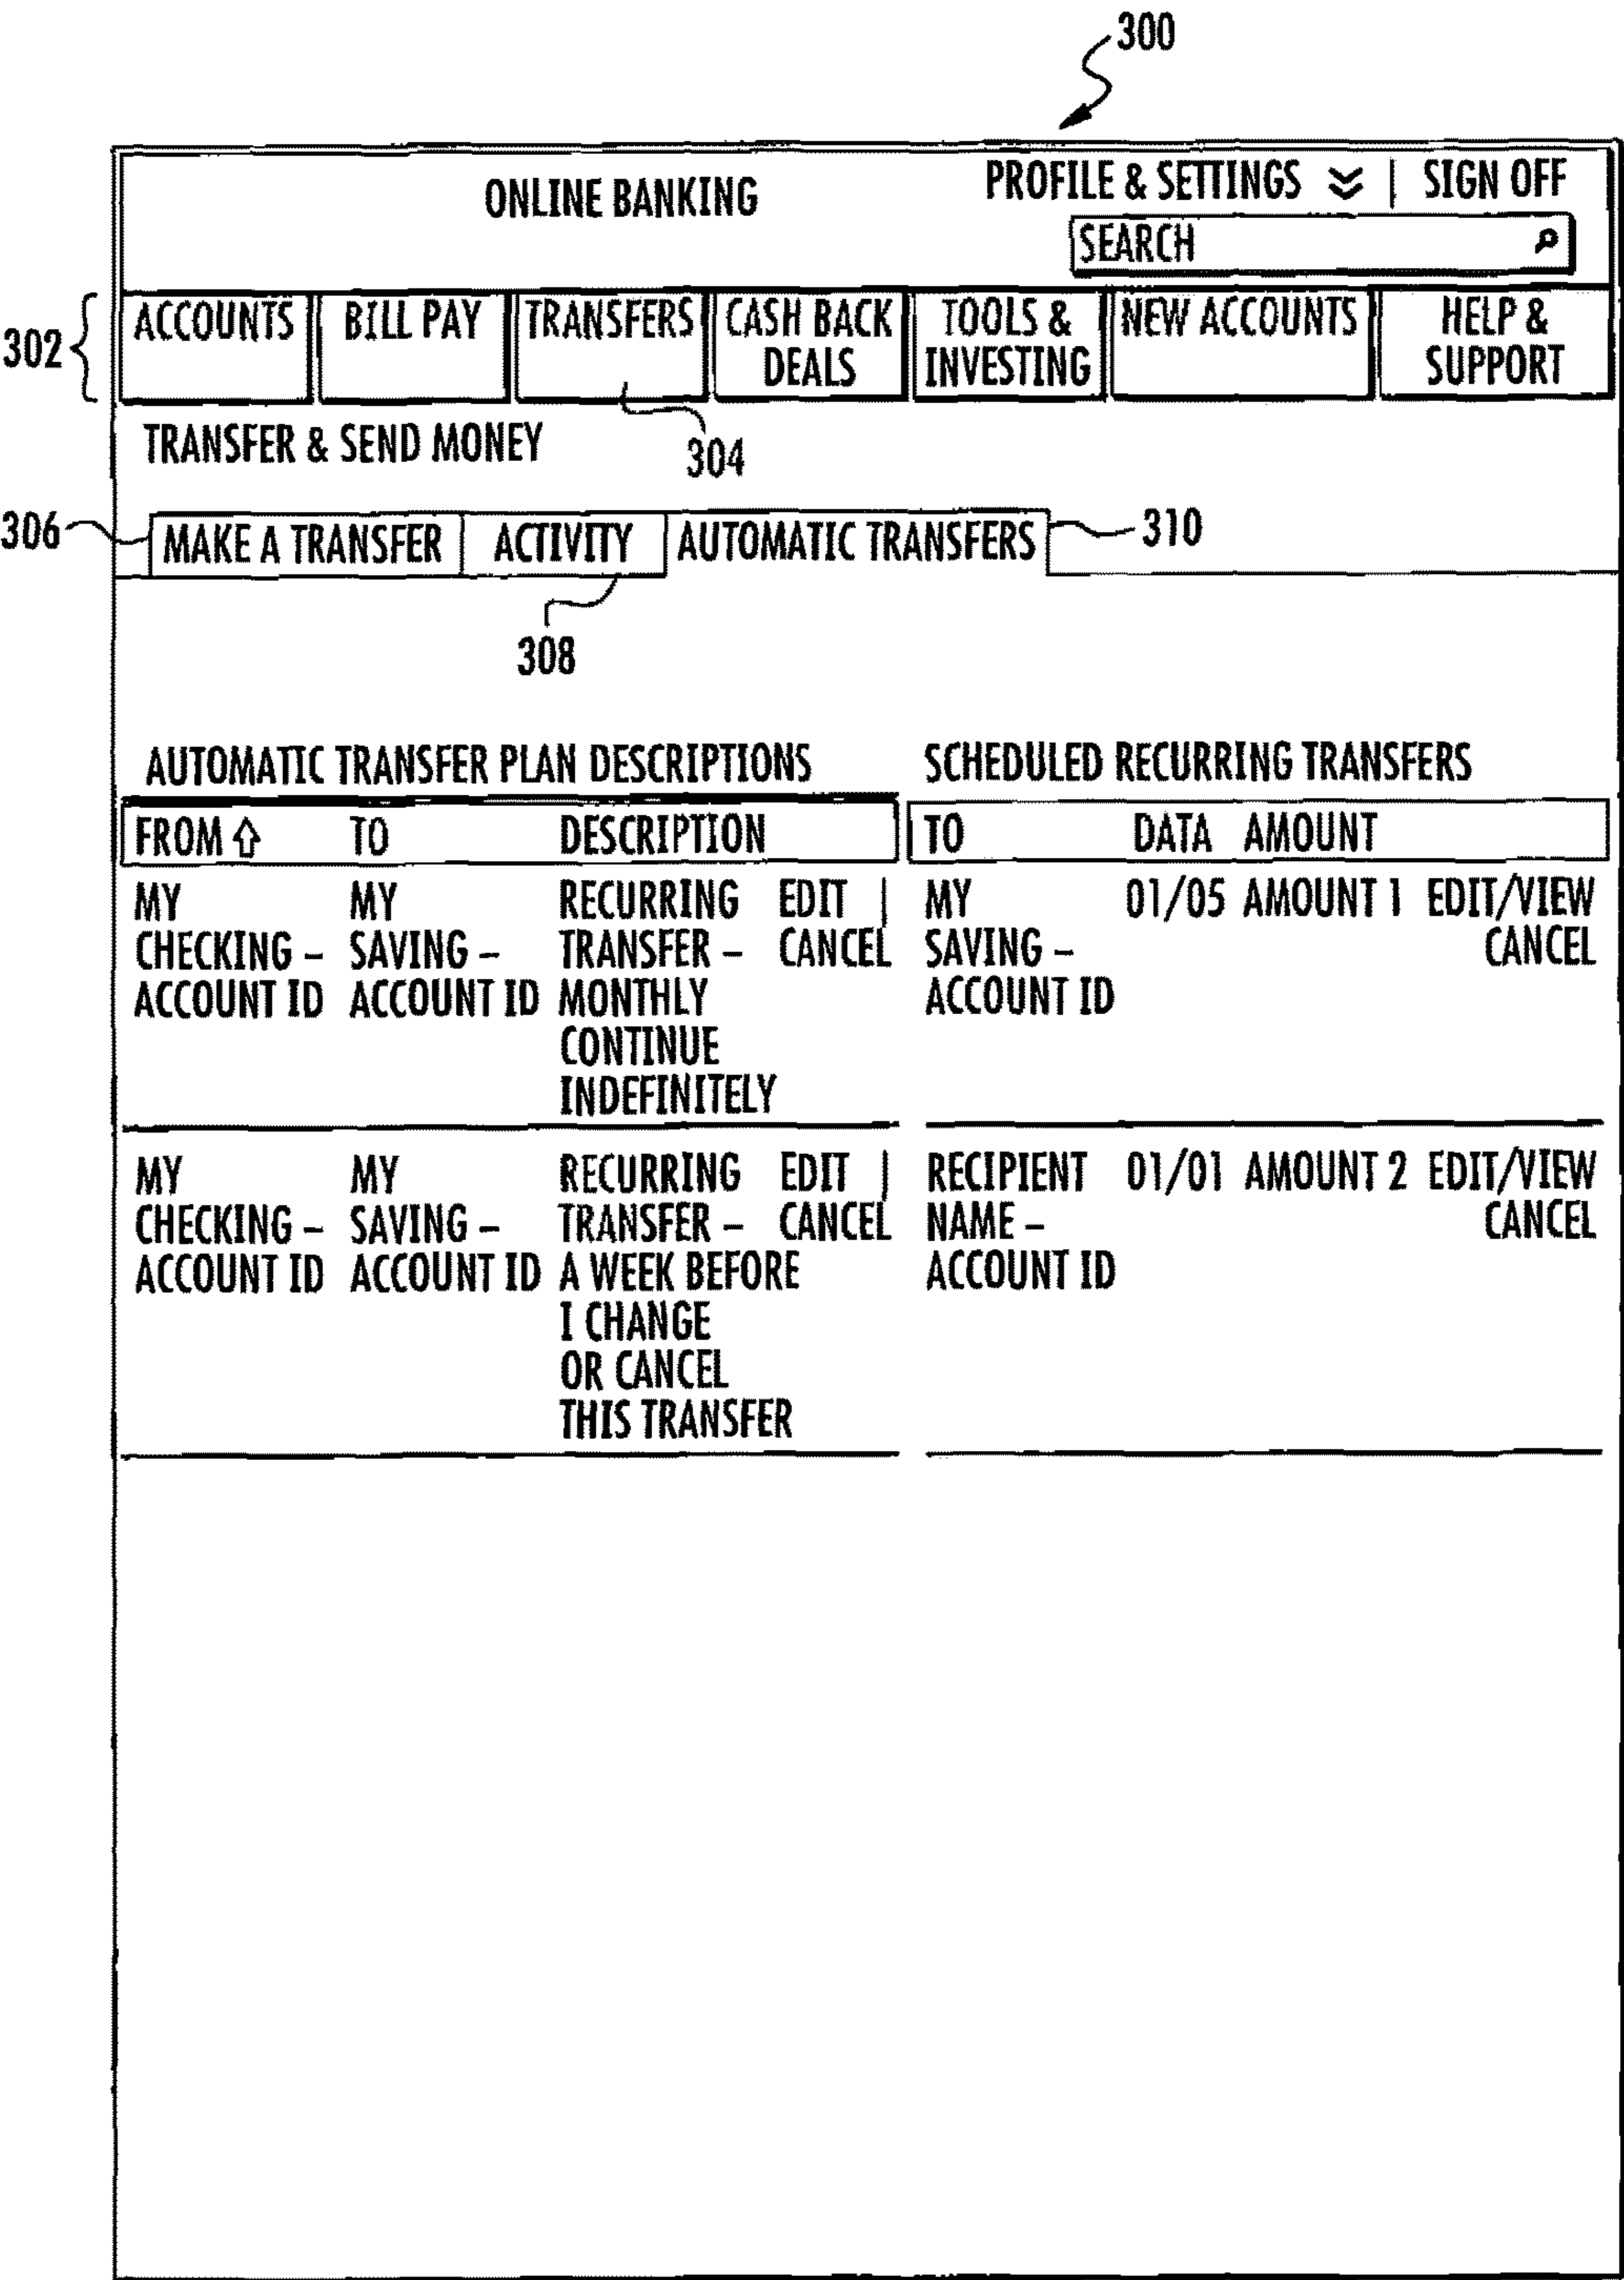 300
ONLINE BANKING
PROFILE & SETTINGS | SIGN OFF
SEARCH
302
ACCOUNTS
BILL PAY
TRANSFERS
CASH BACK
DEALS
TOOLS &
INVESTING
NEW ACCOUNTS
HELP &
SUPPORT
TRANSFER & SEND MONEY
304
306
MAKE A TRANSFER
ACTIVITY
AUTOMATIC TRANSFERS
310
308
AUTOMATIC TRANSFER PLAN DESCRIPTIONS
FROM TO DESCRIPTION
MY MY RECURRING EDIT |
CHECKING – SAVING – TRANSFER – CANCEL
ACCOUNT ID ACCOUNT ID MONTHLY
CONTINUE
INDEFINITELY
MY MY RECURRING EDIT |
CHECKING – SAVING – TRANSFER – CANCEL
ACCOUNT ID ACCOUNT ID A WEEK BEFORE
I CHANGE
OR CANCEL
THIS TRANSFER
SCHEDULED RECURRING TRANSFERS
TO DATA AMOUNT
MY 01/05 AMOUNT 1 EDIT/VIEW
SAVING – CANCEL
ACCOUNT ID
RECIPIENT 01/01 AMOUNT 2 EDIT/VIEW
NAME – CANCEL
ACCOUNT ID